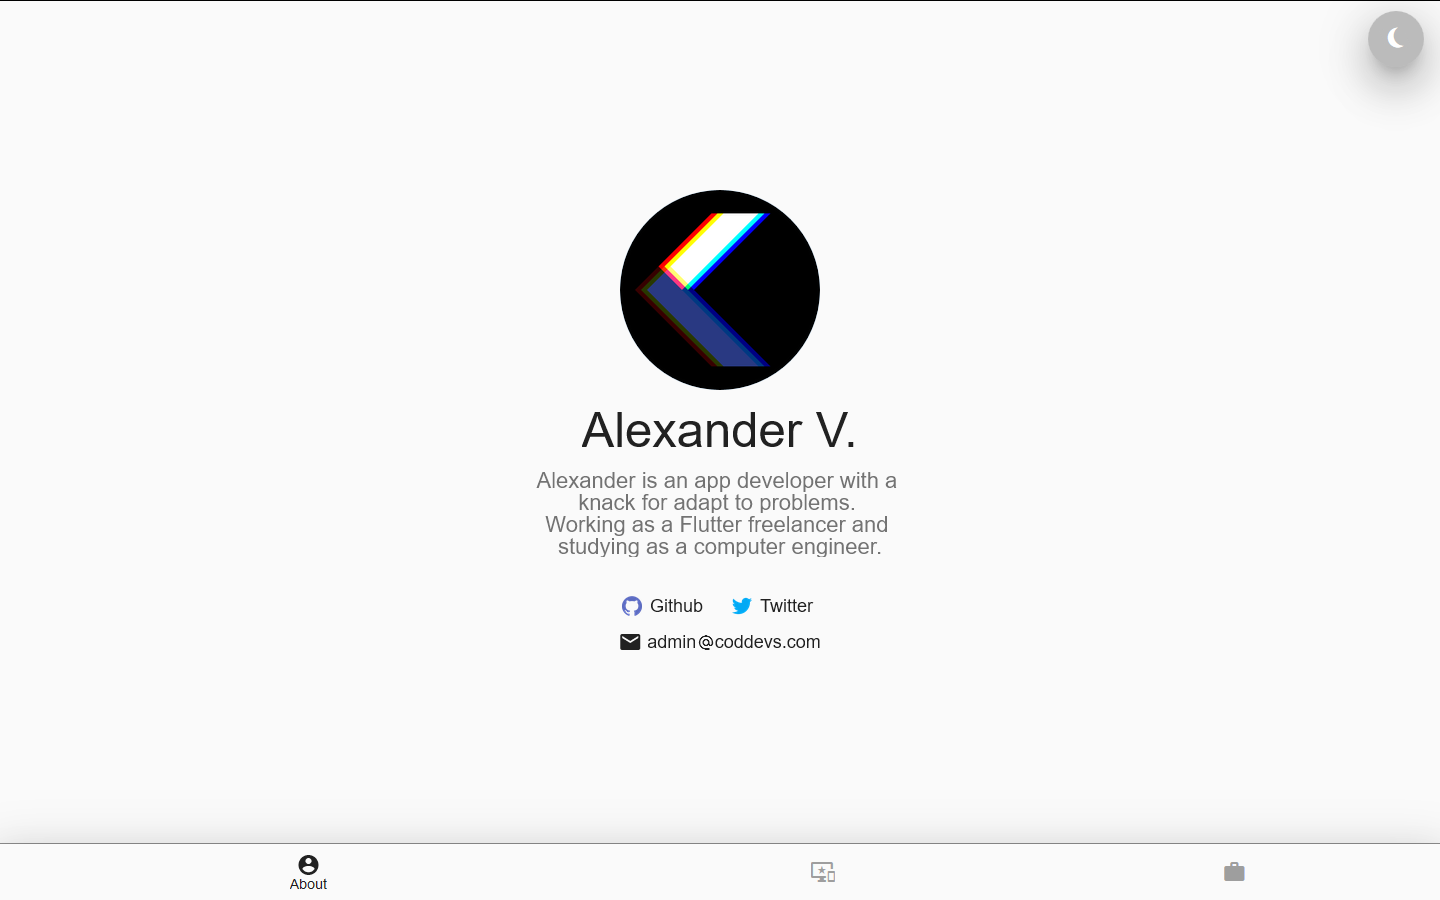 Alexander V.
Alexander is an app developer with a
knack for adapt to problems.
Working as a Flutter freelancer and
studying as a computer engineer.
Github
Twitter
admin@coddevs.com
About